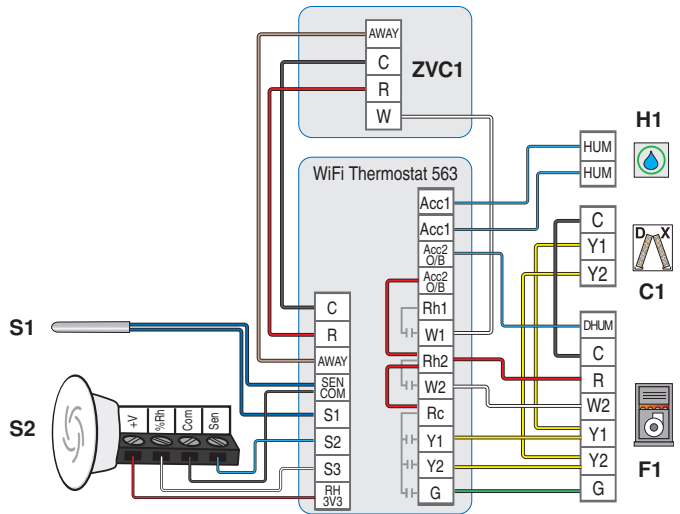 AWAY
C
R
W
ZVC1
WiFi Thermostat 563
Acc1
Acc1
Acc2
O/B
Acc2
O/B
Rh1
W1
Rh2
W2
Rc
Y1
Y2
G
C
R
AWAY
SEN
COM
S1
S2
S3
RH
3V3
S1
S2
+V
%Rh
Com
Sen
H1
HUM
HUM
C
Y1
Y2
D X
C1
DHUM
C
R
W2
Y1
Y2
G
F1